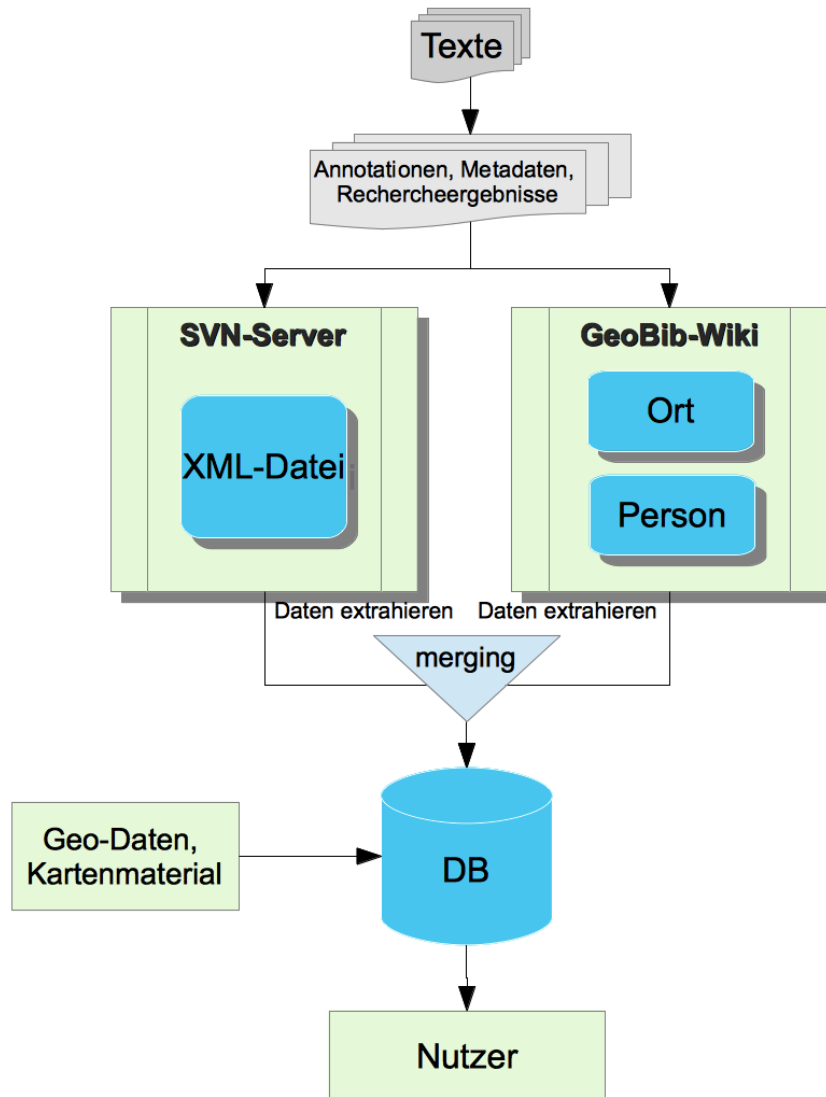 Texte
Annotationen, Metadaten,
Rechercheergebnisse
SVN-Server
XML-Datei
GeoBib-Wiki
Ort
Person
Daten extrahieren
Daten extrahieren
merging
Geo-Daten,
Kartenmaterial
DB
Nutzer